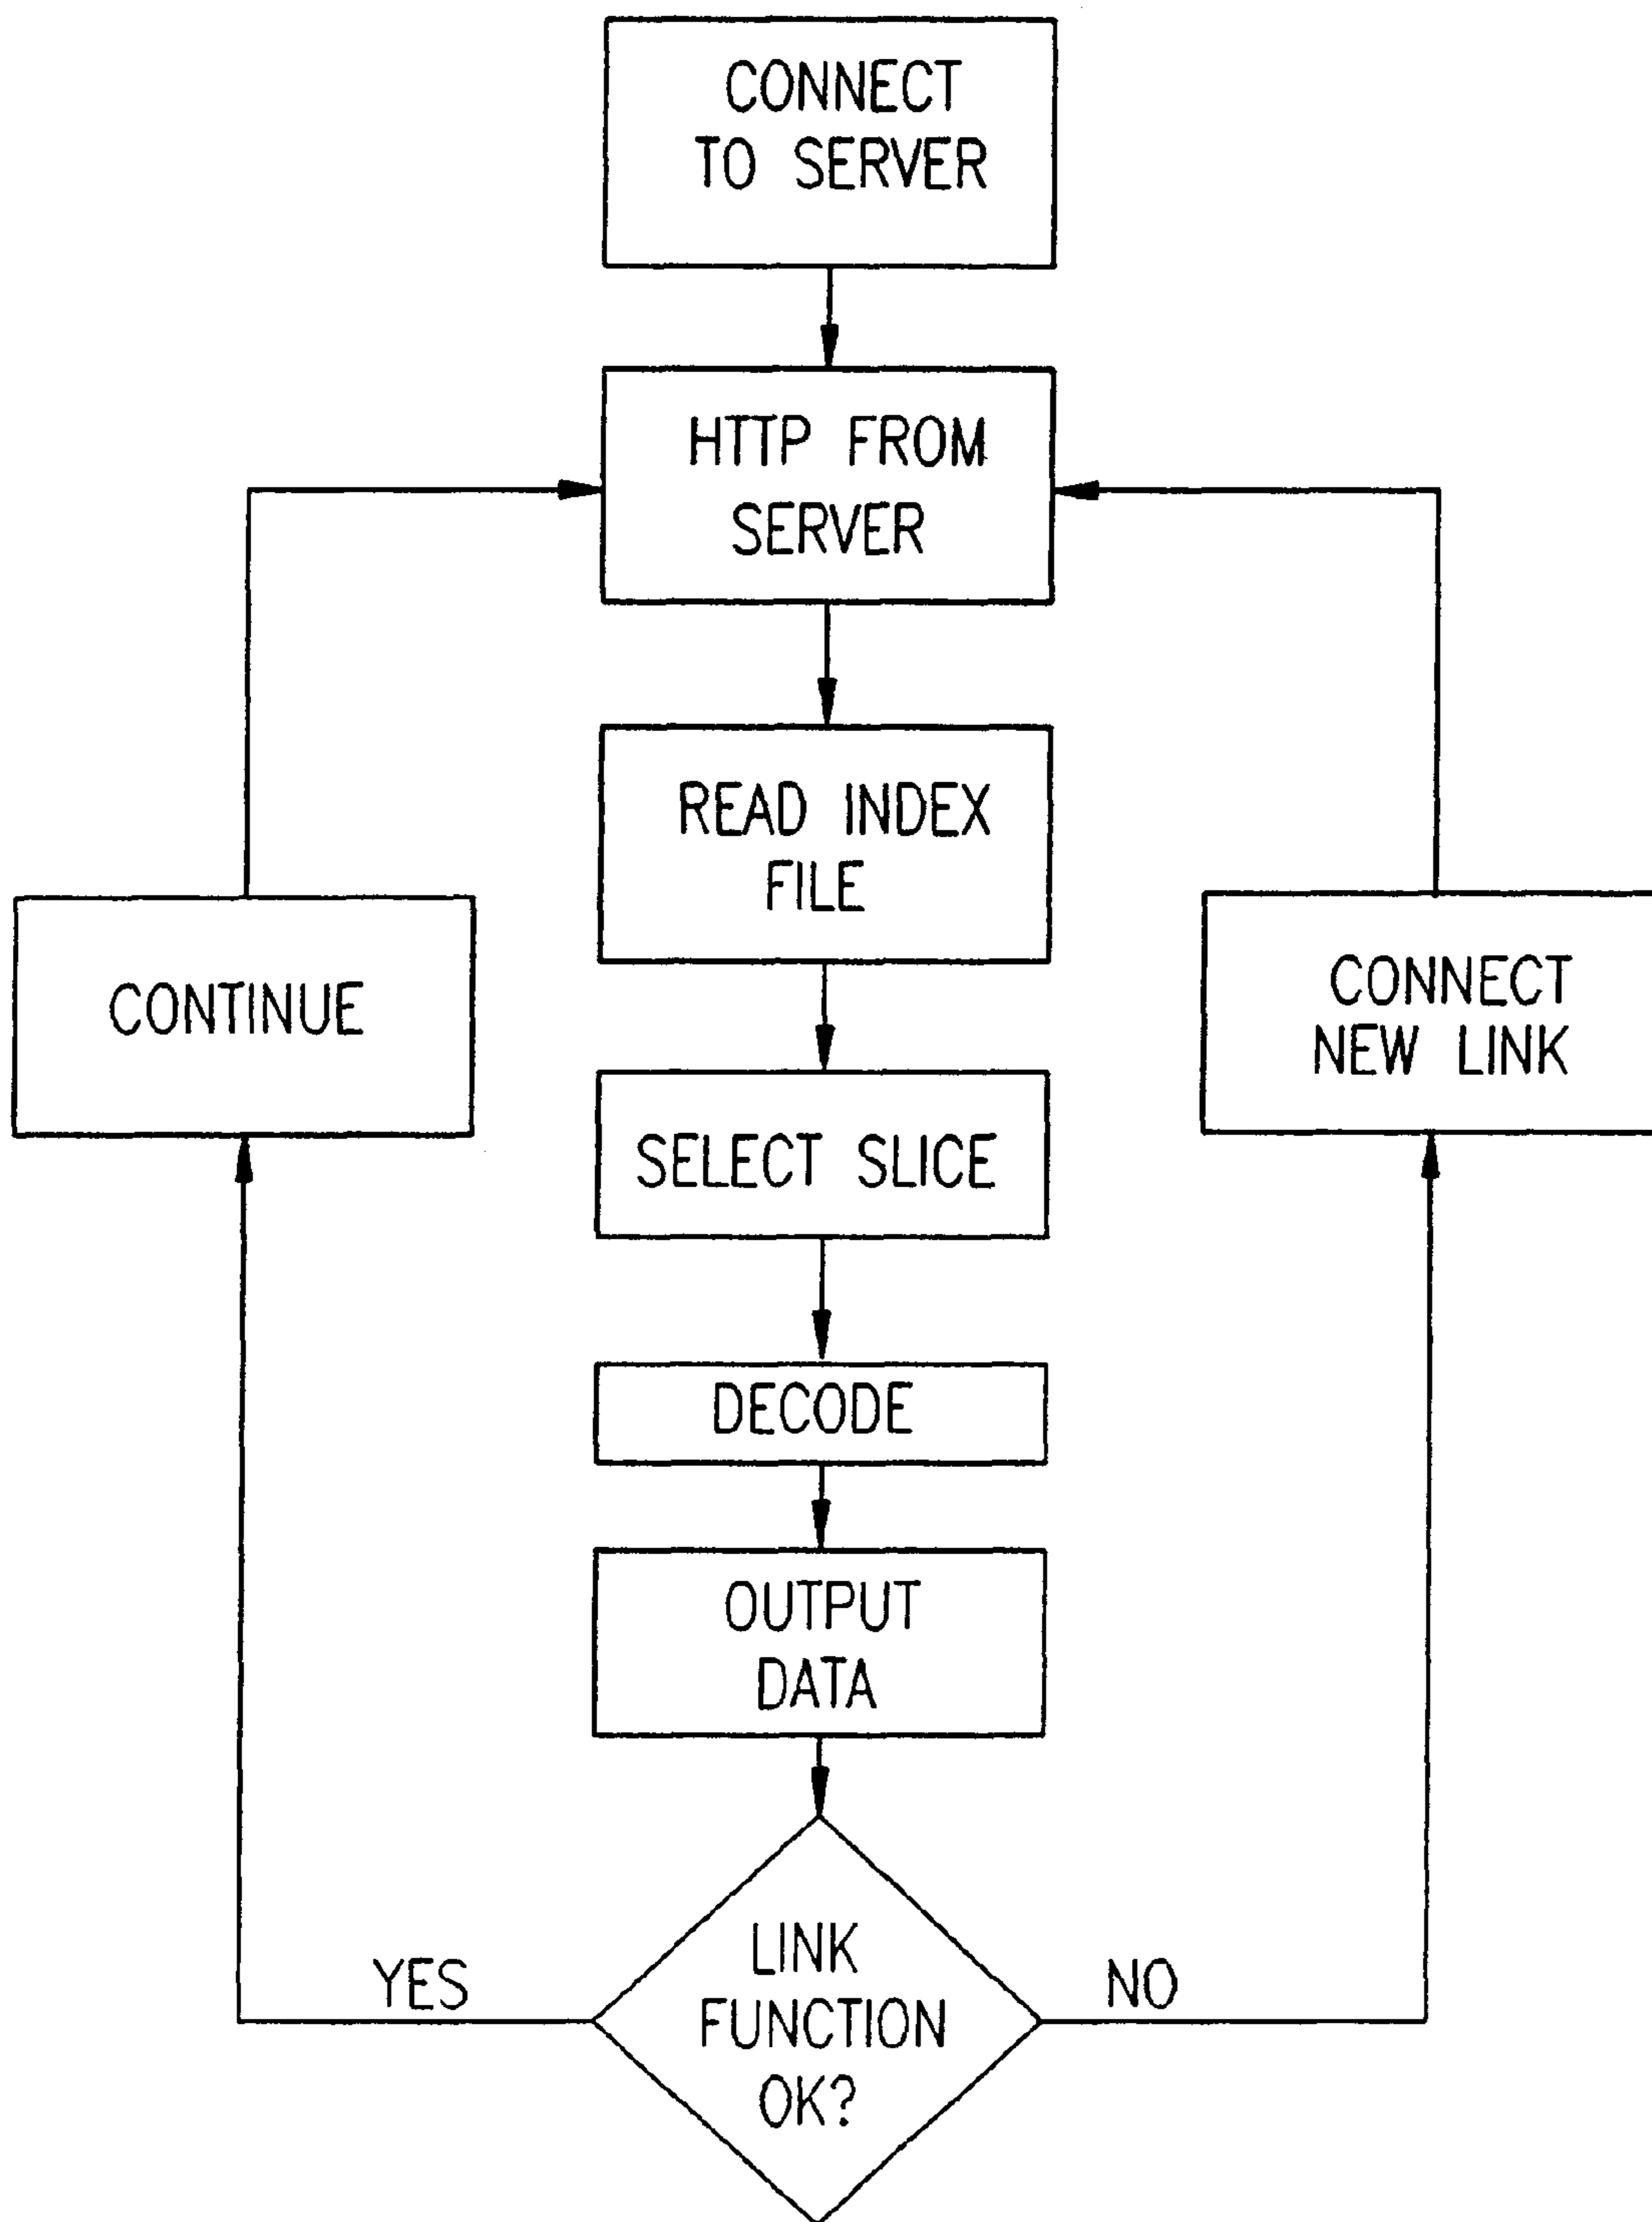 CONNECT
TO SERVER
HTTP FROM
SERVER
READ INDEX
FILE
CONTINUE
CONNECT
NEW LINK
SELECT SLICE
DECODE
OUTPUT
DATA
LINK
FUNCTION
OK?
YES
NO